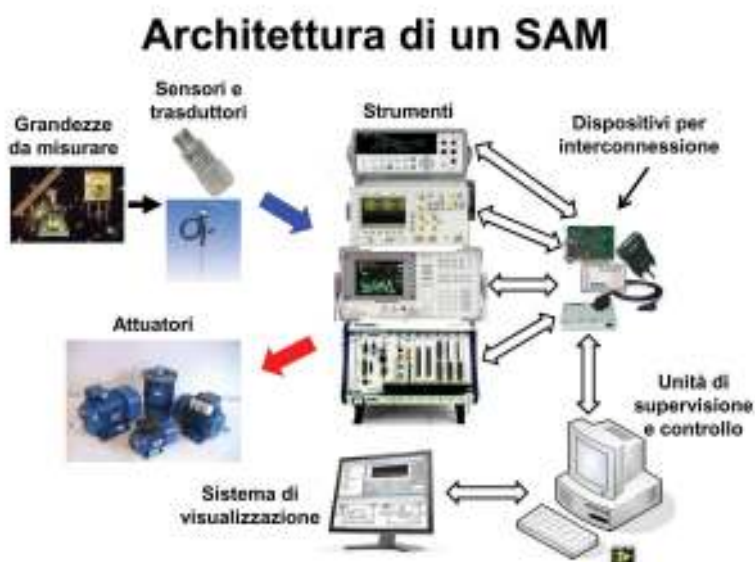 Architettura di un SAM
Sensori e
trasduttori
Grandezze
da misurare
Strumenti
Dispositivi per
interconnessione
Attuatori
Unità di
supervisione
e controllo
Sistema di
visualizzazione